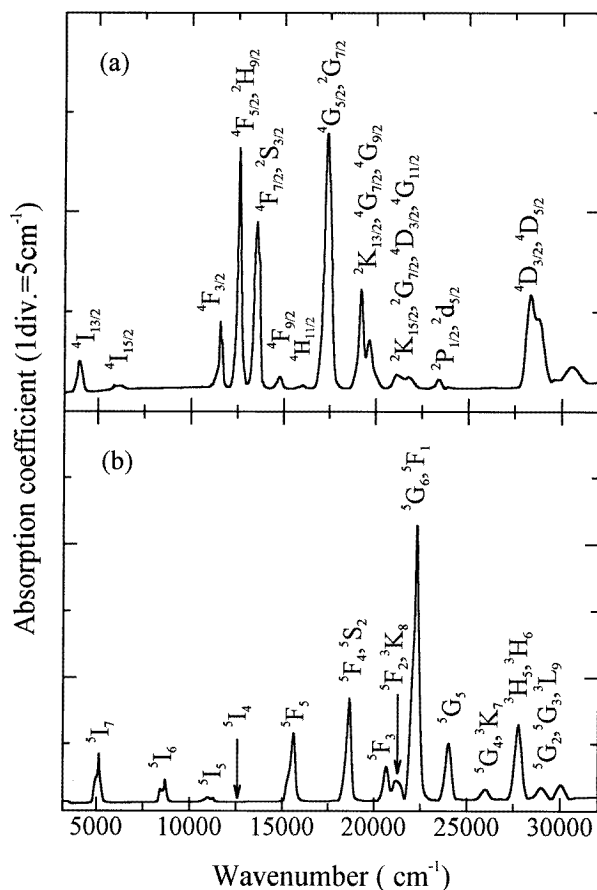 Absorption coefficient (1div.=5cm⁻¹)
(a)
⁴I₁₃/₂
⁴I₁₅/₂
⁴F₃/₂
⁴F₅/₂, ²H₉/₂
⁴F₇/₂, ²S₃/₂
⁴F₉/₂
⁴H₁₁/₂
⁴G₅/₂, ²G₇/₂
²K₁₃/₂, ⁴G₇/₂, ⁴G₉/₂
²K₁₅/₂, ²G₇/₂, ⁴D₃/₂, ⁴G₁₁/₂
²P₁/₂, ²d₅/₂
⁴D₃/₂, ⁴D₅/₂
(b)
⁵I₇
⁵I₆
⁵I₅
⁵I₄
⁵F₅
⁵F₄, ⁵S₂
⁵F₃
⁵F₂, ³K₈
⁵G₆, ⁵F₁
⁵G₅
⁵G₄, ³K₇
³H₅, ³H₆
⁵G₂, ⁵G₃, ³L₉
5000 10000 15000 20000 25000 30000
Wavenumber ( cm⁻¹)